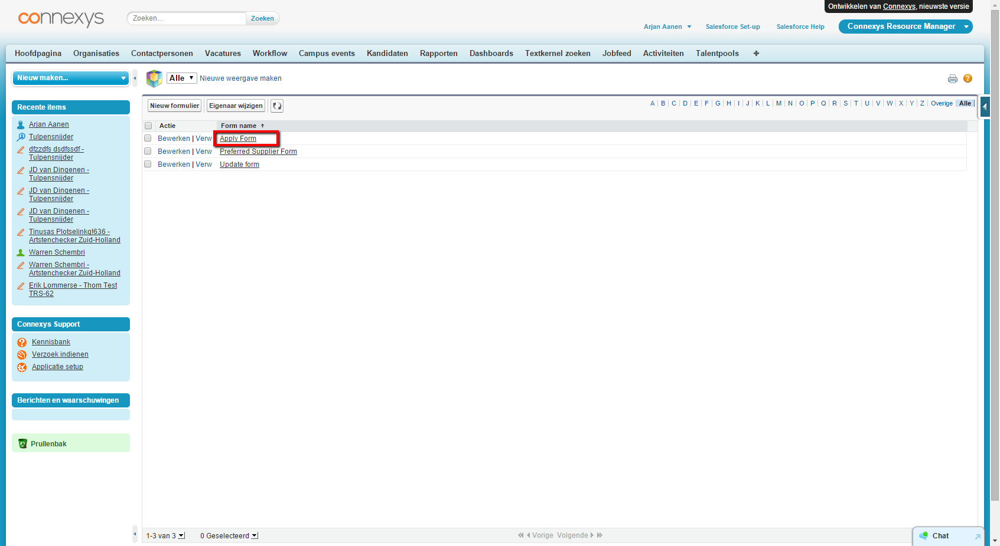 Ontwikkelen van Connexys, nieuwste versie
connexys
Zoeken...
Zoeken
Arjan Aanen
Salesforce Set-up
Salesforce Help
Connexys Resource Manager
Hoofdpagina Organisaties Contactpersonen Vacatures Workflow Campus events Kandidaten Rapporten Dashboards Textkernel zoeken Jobfeed Activiteiten Talentpools +
Nieuw maken...
Recente items
Arjan Aanen
Tulpensnijder
dfzzdfs dsdfssdf -
Tulpensnijder
JD van Dingenen -
Tulpensnijder
JD van Dingenen -
Tulpensnijder
JD van Dingenen -
Tulpensnijder
Tinusas Plotselinkg!636 -
Artstenchecker Zuid-Holland
Warren Schembri
Warren Schembri -
Artstenchecker Zuid-Holland
Erik Lommerse - Thom Test
TRS-62
Connexys Support
Kennisbank
Verzoek indienen
Applicatie setup
Berichten en waarschuwingen
Prullenbak
Alle
Nieuwe weergave maken
?
Nieuw formulier
Eigenaar wijzigen
A | B | C | D | E | F | G | H | I | J | K | L | M | N | O | P | Q | R | S | T | U | V | W | X | Y | Z | Overige | Alle
Actie Form name
Bewerken | Verw Apply Form
Bewerken | Verw Preferred Supplier Form
Bewerken | Verw Update form
1-3 van 3
0 Geselecteerd
Vorige Volgende
Chat